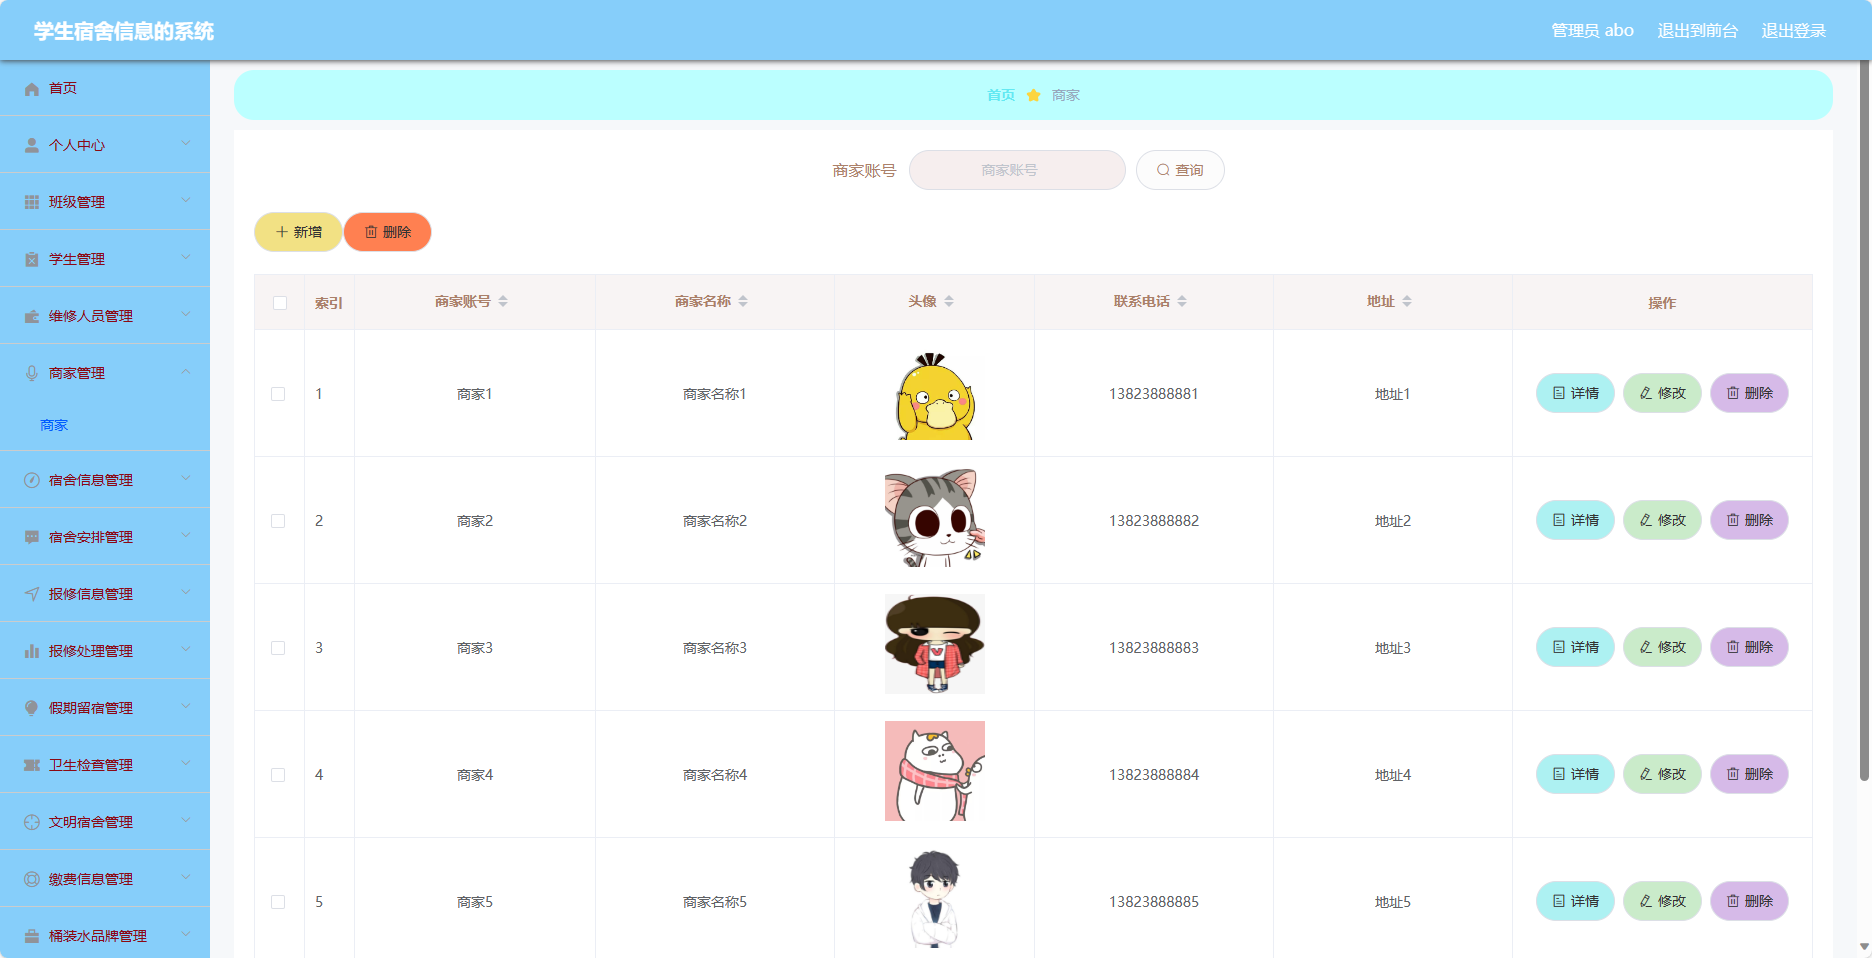 学生宿舍信息的系统
管理员 abo 退出到前台 退出登录
首页
个人中心
班级管理
学生管理
维修人员管理
商家管理
商家
宿舍信息管理
宿舍安排管理
报修信息管理
报修处理管理
假期留宿管理
卫生检查管理
文明宿舍管理
缴费信息管理
桶装水品牌管理
首页 商家
商家账号 商家账号 查询
新增 删除
索引 商家账号 商家名称 头像 联系电话 地址 操作
1 商家1 商家名称1 13823888881 地址1 详情 修改 删除
2 商家2 商家名称2 13823888882 地址2 详情 修改 删除
3 商家3 商家名称3 13823888883 地址3 详情 修改 删除
4 商家4 商家名称4 13823888884 地址4 详情 修改 删除
5 商家5 商家名称5 13823888885 地址5 详情 修改 删除